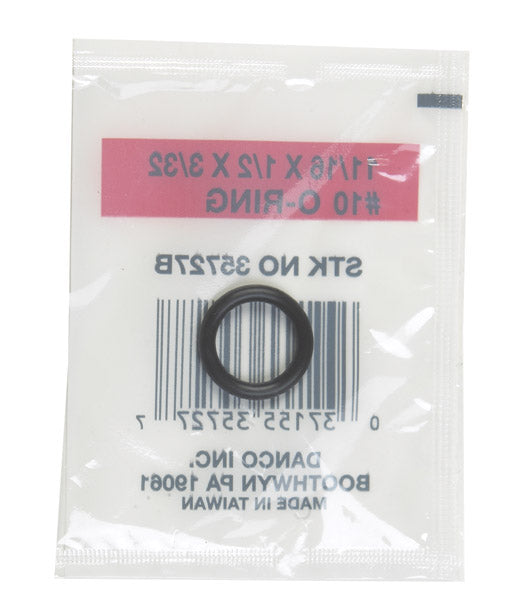 11/16 X 1/2 X 3/32
#10 O-RING
STK NO 35727B
0 37155 35727 7
DANCO INC.
BOOTHWYN PA 19061
MADE IN TAIWAN